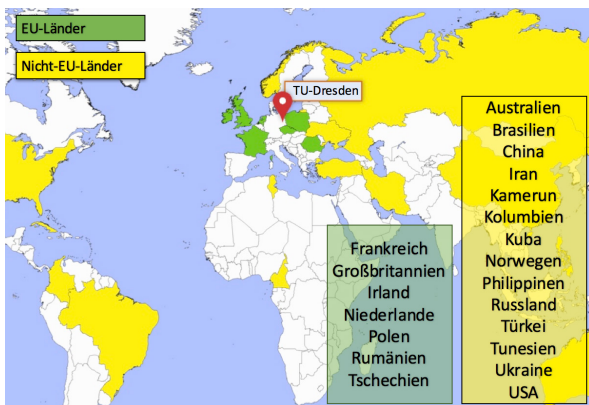 EU-Länder
Nicht-EU-Länder
TU-Dresden
Frankreich
Großbritannien
Irland
Niederlande
Polen
Rumänien
Tschechien
Australien
Brasilien
China
Iran
Kamerun
Kolumbien
Kuba
Norwegen
Philippinen
Russland
Türkei
Tunesien
Ukraine
USA